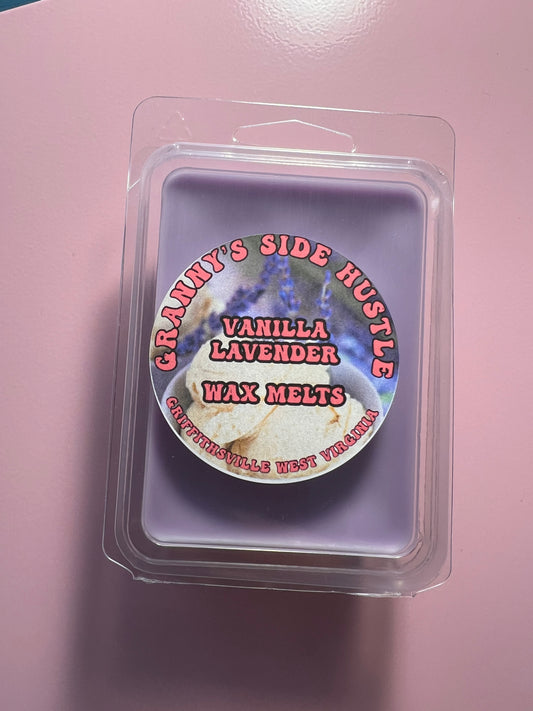 GRANNY'S SIDE HUSTLE
VANILLA
LAVENDER
WAX MELTS
GRIFFITHSVILLE WEST VIRGINIA